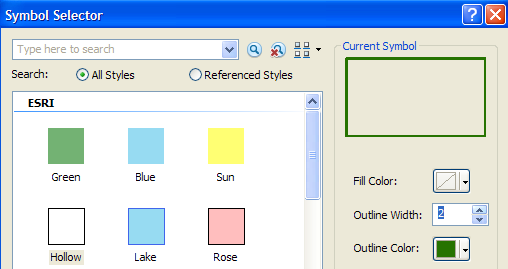 Symbol Selector
Type here to search
Search: All Styles Referenced Styles
ESRI
Green Blue Sun
Hollow Lake Rose
Current Symbol
Fill Color:
Outline Width: 2
Outline Color: